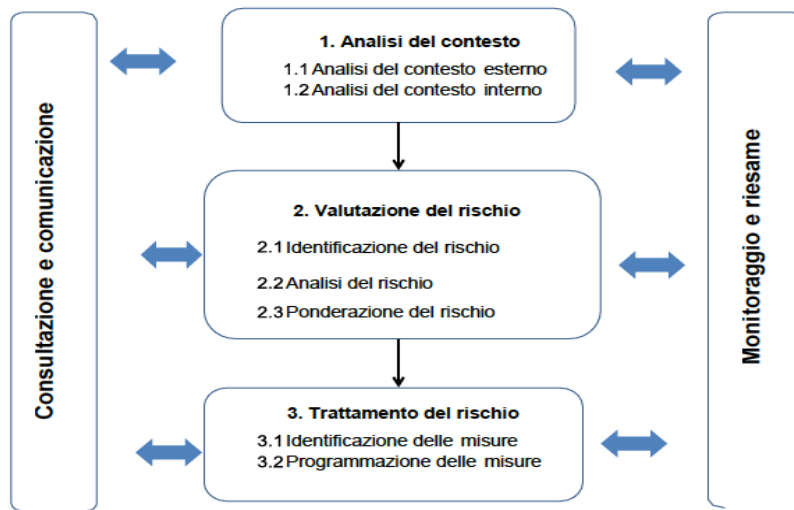 Consultazione e comunicazione
1. Analisi del contesto
1.1 Analisi del contesto esterno
1.2 Analisi del contesto interno
2. Valutazione del rischio
2.1 Identificazione del rischio
2.2 Analisi del rischio
2.3 Ponderazione del rischio
3. Trattamento del rischio
3.1 Identificazione delle misure
3.2 Programmazione delle misure
Monitoraggio e riesame